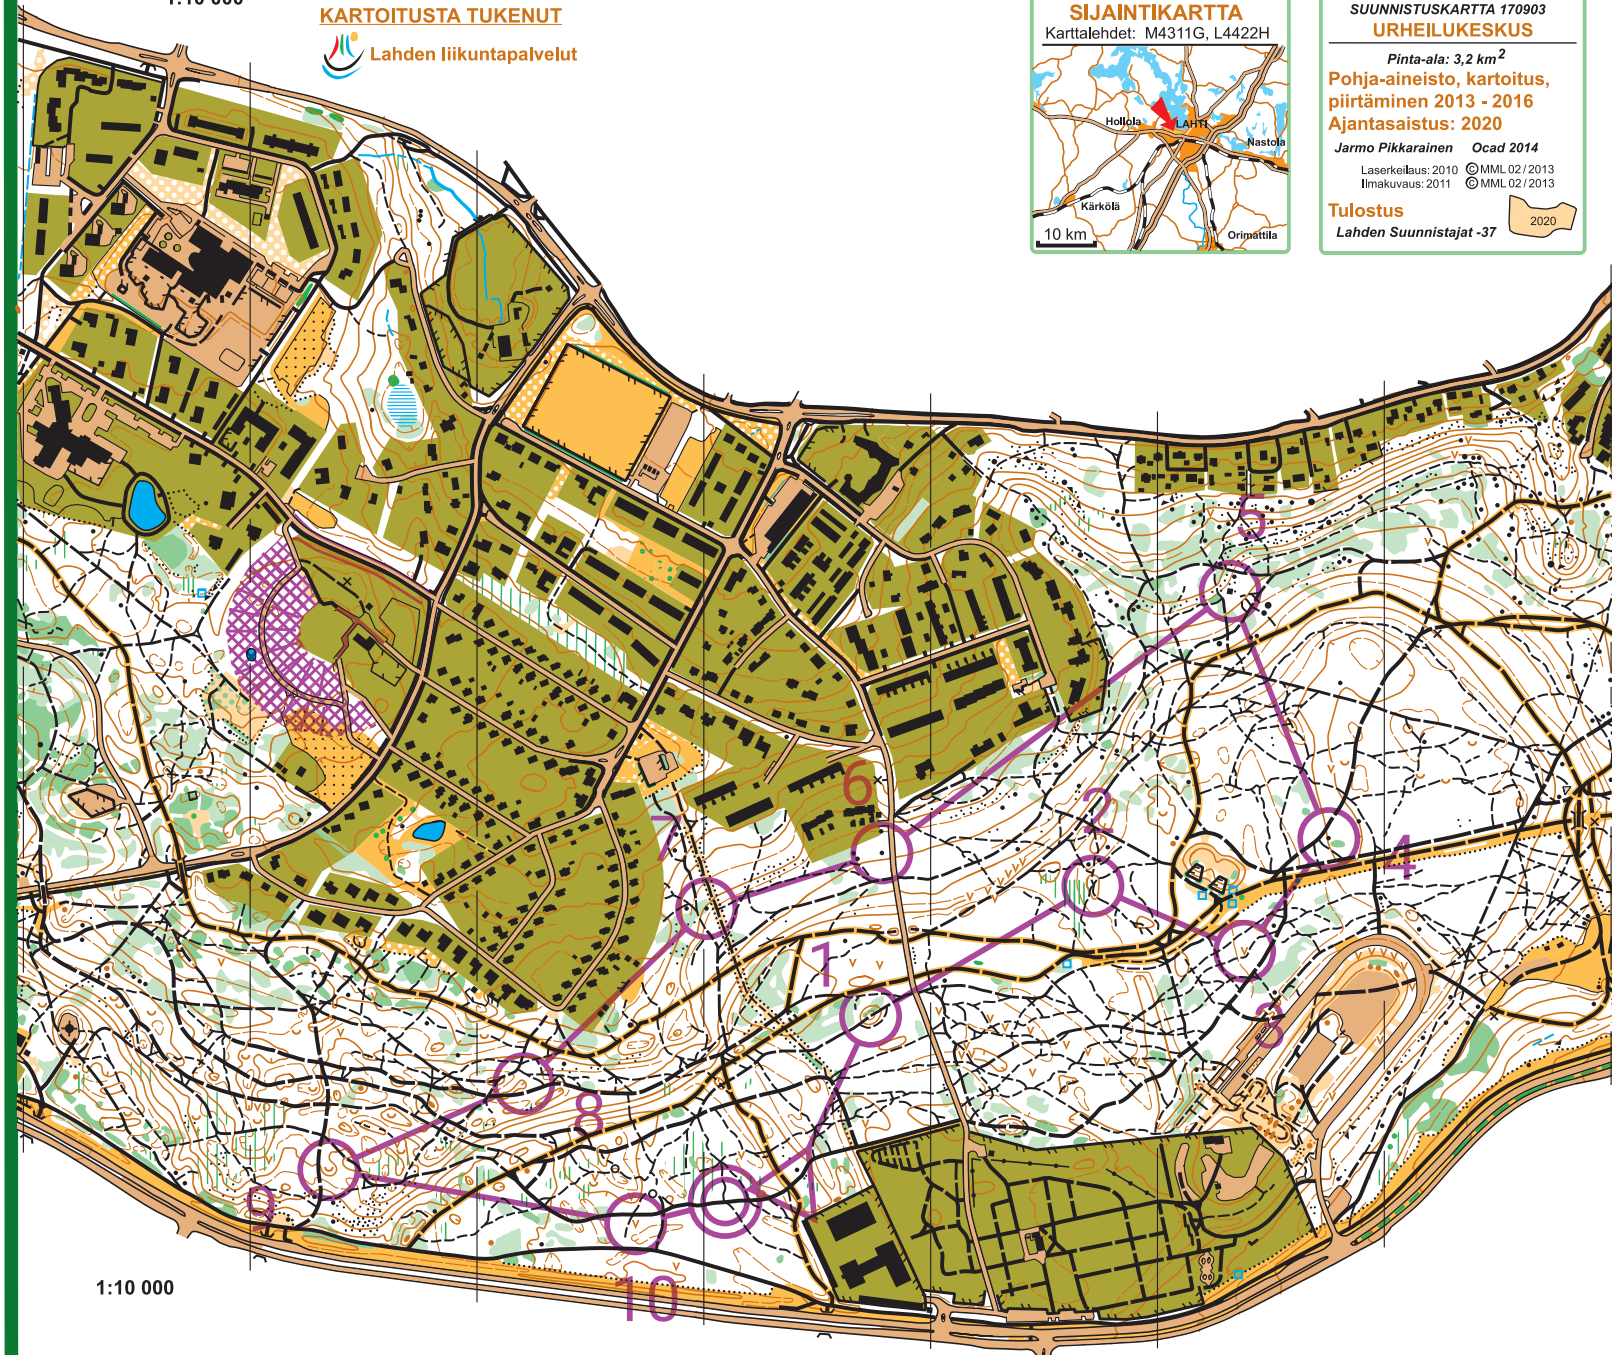 1:10 000
KARTOITUSTA TUKENUT
Lahden liikuntapalvelut
SIJAINTIKARTTA
Karttalehdet: M4311G, L4422H
Hollola
LAHTI
Nastola
Kärkölä
Orimattila
10 km
SUUNNISTUSKARTTA 170903
URHEILUKESKUS
Pinta-ala: 3,2 km²
Pohja-aineisto, kartoitus,
piirtäminen 2013 - 2016
Ajantasaistus: 2020
Jarmo Pikkarainen Ocad 2014
Laserkeilaus: 2010 © MML 02 / 2013
Ilmakuvaus: 2011 © MML 02 / 2013
Tulostus
2020
Lahden Suunnistajat -37
5
6
2
7
4
1
3
8
9
10
1:10 000